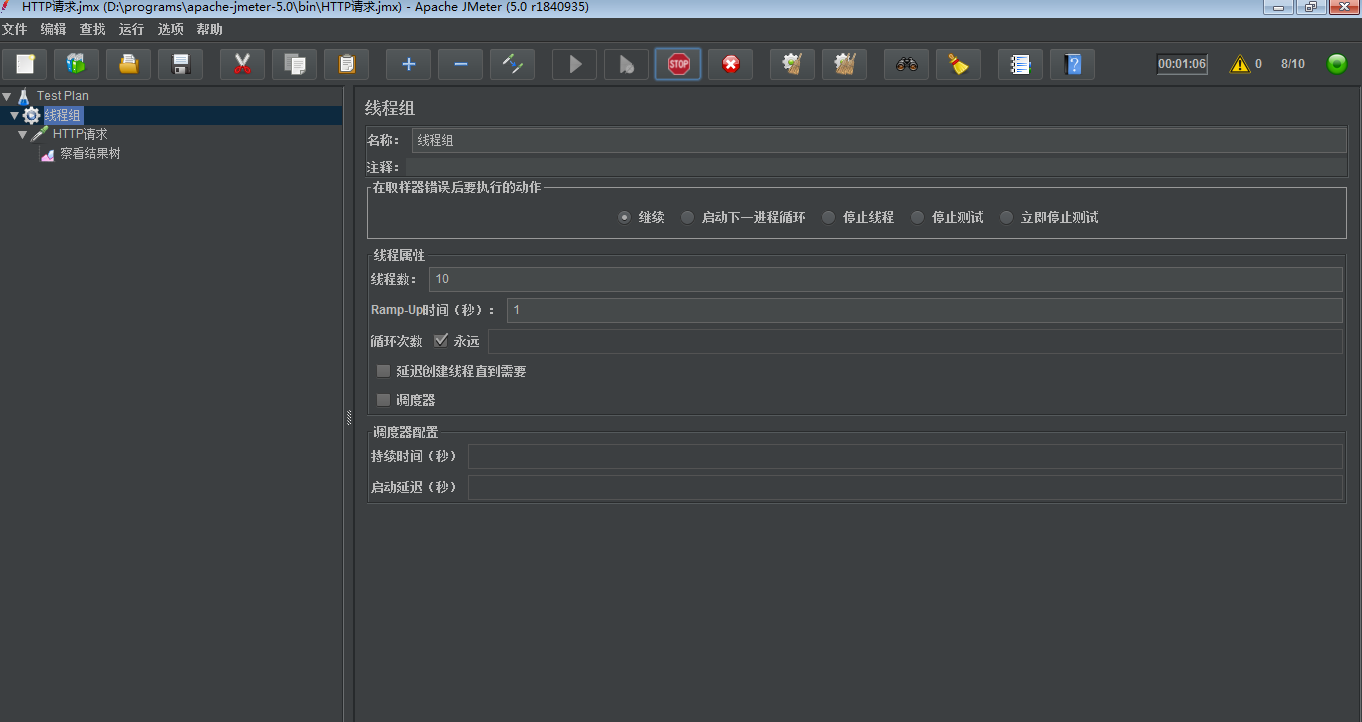 HTTP请求.jmx (D:\programs\apache-jmeter-5.0\bin\HTTP请求.jmx) - Apache JMeter (5.0 r1840935)
文件 编辑 查找 运行 选项 帮助
STOP 00:01:06 0 8/10
Test Plan
线程组
HTTP请求
察看结果树
线程组
名称： 线程组
注释：
在取样器错误后要执行的动作
继续 启动下一进程循环 停止线程 停止测试 立即停止测试
线程属性
线程数： 10
Ramp-Up时间（秒）： 1
循环次数 永远
延迟创建线程直到需要
调度器
调度器配置
持续时间（秒）
启动延迟（秒）